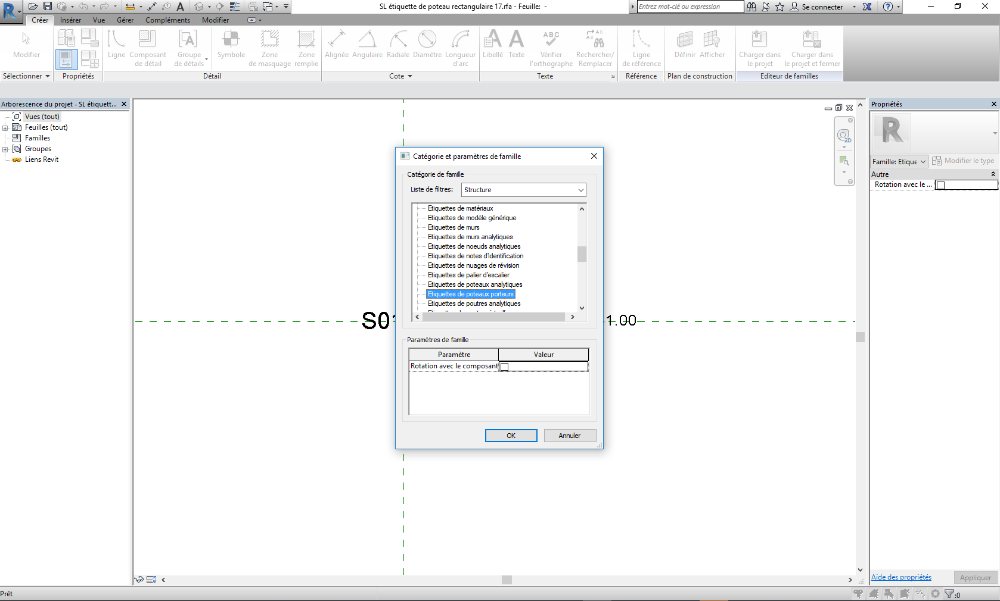 SL étiquette de poteau rectangulaire 17.rfa - Feuille:  -
Entrez mot-clé ou expression
Se connecter
Créer Insérer Vue Gérer Compléments Modifier
Modifier
Ligne
Composant
de détail
Groupe
de détails
Symbole
Zone
de masquage
Zone
remplie
Alignée Angulaire Radiale Diamètre
Longueur
d'arc
Libellé Texte
ABC
Vérifier
l'orthographe
Rechercher/
Remplacer
Ligne
de référence
Définir Afficher
Charger dans
le projet
Charger dans
le projet et fermer
Sélectionner Propriétés Détail Cote Texte Référence Plan de construction Editeur de familles
Arborescence du projet - SL étiquett...
Vues (tout)
Feuilles (tout)
Familles
Groupes
Liens Revit
2D
S01
1.00
Catégorie et paramètres de famille
Catégorie de famille
Liste de filtres: Structure
Etiquettes de matériaux
Etiquettes de modèle générique
Etiquettes de murs
Etiquettes de murs analytiques
Etiquettes de noeuds analytiques
Etiquettes de notes d'identification
Etiquettes de nuages de révision
Etiquettes de palier d'escalier
Etiquettes de poteaux analytiques
Etiquettes de poteaux porteurs
Etiquettes de poutres analytiques
Paramètres de famille
Paramètre Valeur
Rotation avec le composant
OK Annuler
Propriétés
Famille: Etique
Modifier le type
Autre
Rotation avec le ...
Aide des propriétés
Appliquer
Prêt
:0